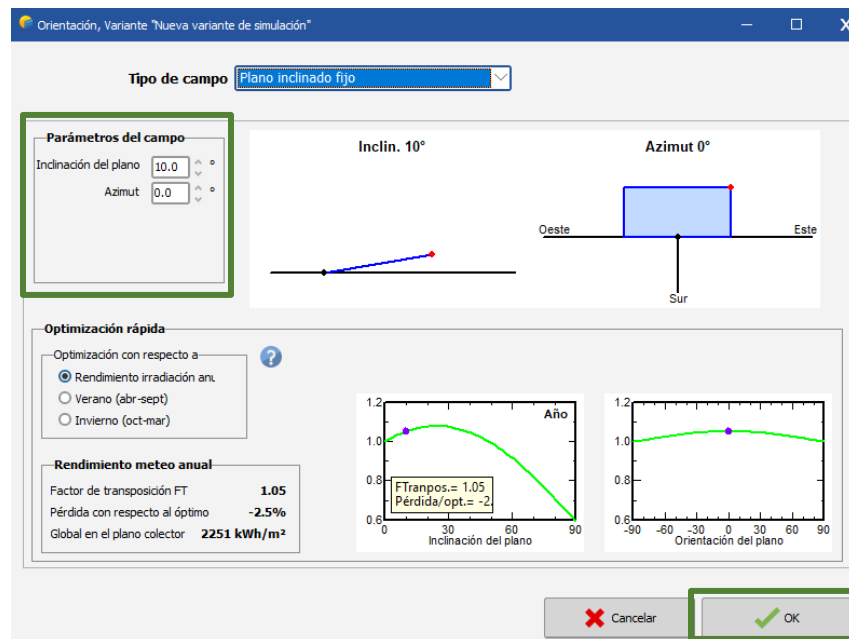 Orientación, Variante "Nueva variante de simulación"
Tipo de campo Plano inclinado fijo
Parámetros del campo
Inclinación del plano 10.0 °
Azimut 0.0 °
Inclin. 10°
Azimut 0°
Oeste
Este
Sur
Optimización rápida
Optimización con respecto a
Rendimiento irradiación anu
Verano (abr-sept)
Invierno (oct-mar)
?
Rendimiento meteo anual
Factor de transposición FT 1.05
Pérdida con respecto al óptimo -2.5%
Global en el plano colector 2251 kWh/m²
Año
1.2
1.0
0.8
0.6
FTranpos.= 1.05
Pérdida/opt.= -2.
0 30 60 90
Inclinación del plano
1.2
1.0
0.8
0.6
-90 -60 -30 0 30 60 90
Orientación del plano
Cancelar
OK